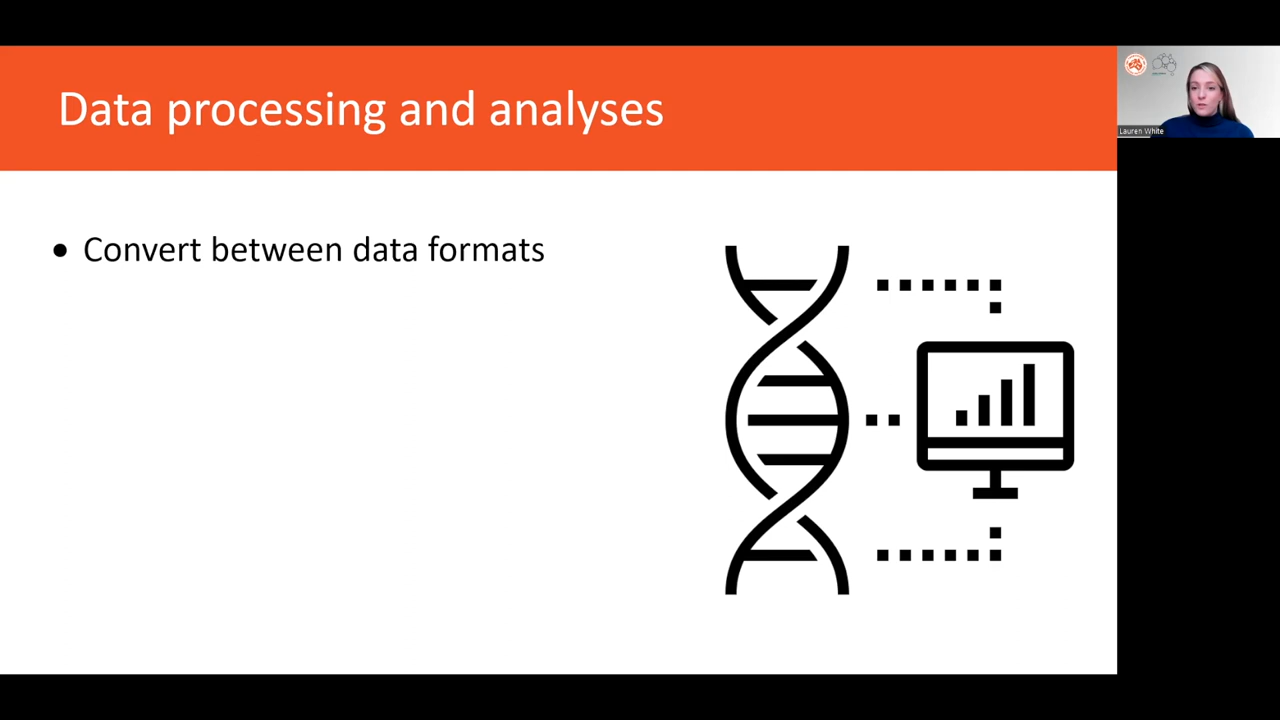 Data processing and analyses
Lauren White
• Convert between data formats